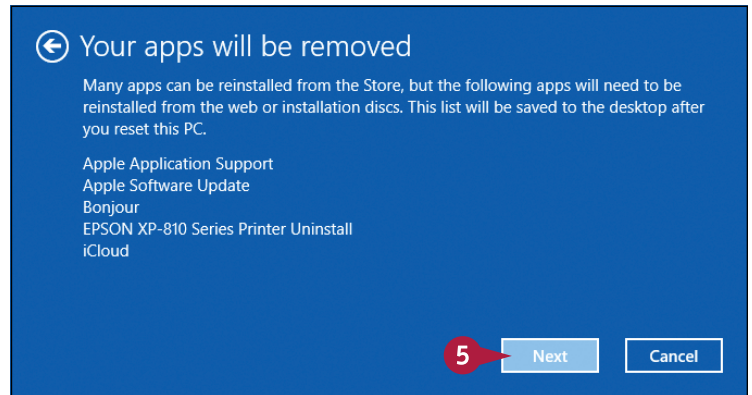 Your apps will be removed
Many apps can be reinstalled from the Store, but the following apps will need to be
reinstalled from the web or installation discs. This list will be saved to the desktop after
you reset this PC.
Apple Application Support
Apple Software Update
Bonjour
EPSON XP-810 Series Printer Uninstall
iCloud
5 Next Cancel